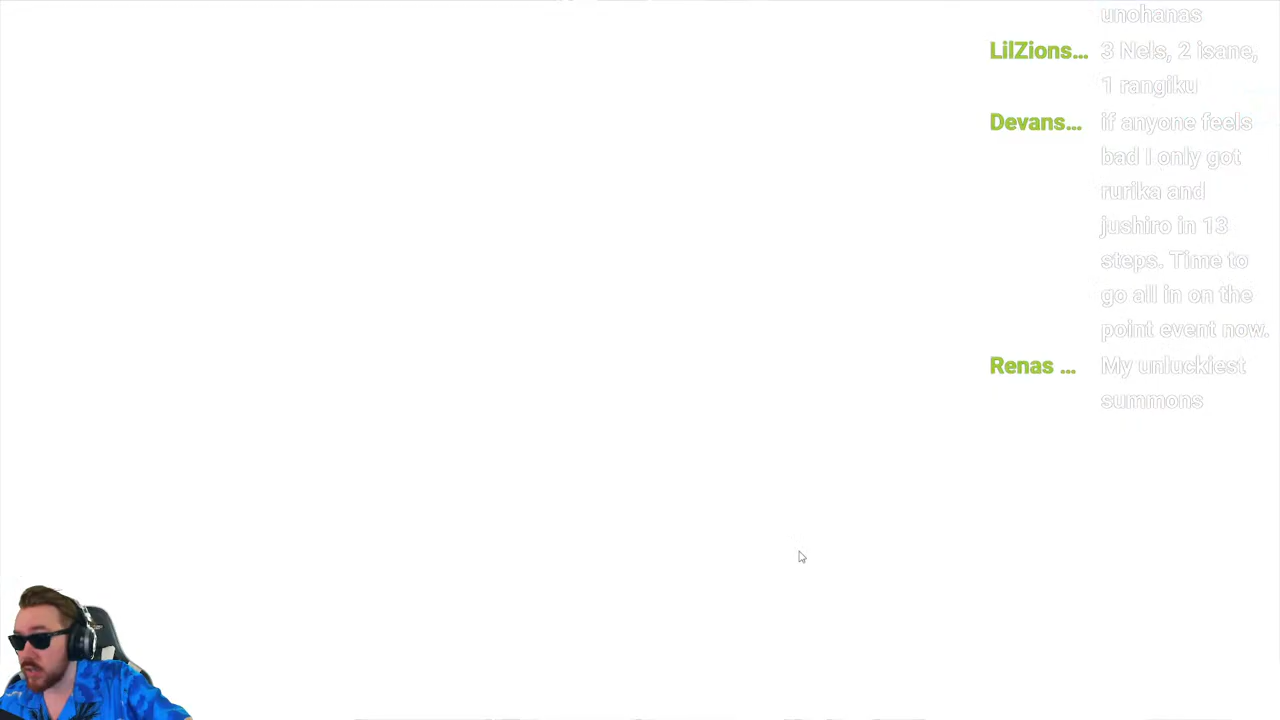 unohanas
LilZions… 3 Nels, 2 isane,
1 rangiku
Devans… if anyone feels
bad I only got
rurika and
jushiro in 13
steps. Time to
go all in on the
point event now.
Renas … My unluckiest
summons